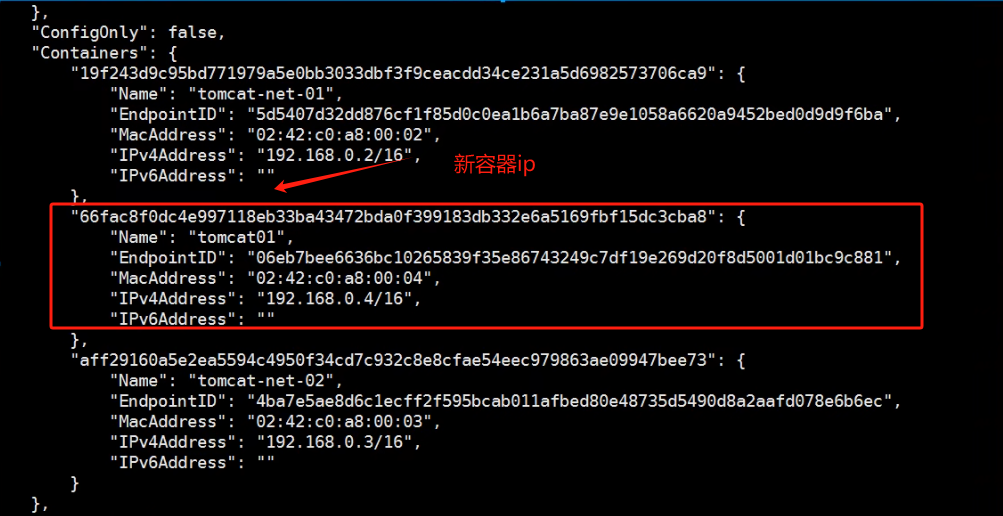 },
"ConfigOnly": false,
"Containers": {
"19f243d9c95bd771979a5e0bb3033dbf3f9ceacdd34ce231a5d6982573706ca9": {
"Name": "tomcat-net-01",
"EndpointID": "5d5407d32dd876cf1f85d0c0ea1b6a7ba87e9e1058a6620a9452bed0d9d9f6ba",
"MacAddress": "02:42:c0:a8:00:02",
"IPv4Address": "192.168.0.2/16",
新容器ip
"IPv6Address": ""
},
"66fac8f0dc4e997118eb33ba43472bda0f399183db332e6a5169fbf15dc3cba8": {
"Name": "tomcat01",
"EndpointID": "06eb7bee6636bc10265839f35e86743249c7df19e269d20f8d5001d01bc9c881",
"MacAddress": "02:42:c0:a8:00:04",
"IPv4Address": "192.168.0.4/16",
"IPv6Address": ""
},
"aff29160a5e2ea5594c4950f34cd7c932c8e8cfae54eec979863ae09947bee73": {
"Name": "tomcat-net-02",
"EndpointID": "4ba7e5ae8d6c1ecff2f595bcab011afbed80e48735d5490d8a2aafd078e6b6ec",
"MacAddress": "02:42:c0:a8:00:03",
"IPv4Address": "192.168.0.3/16",
"IPv6Address": ""
}
},